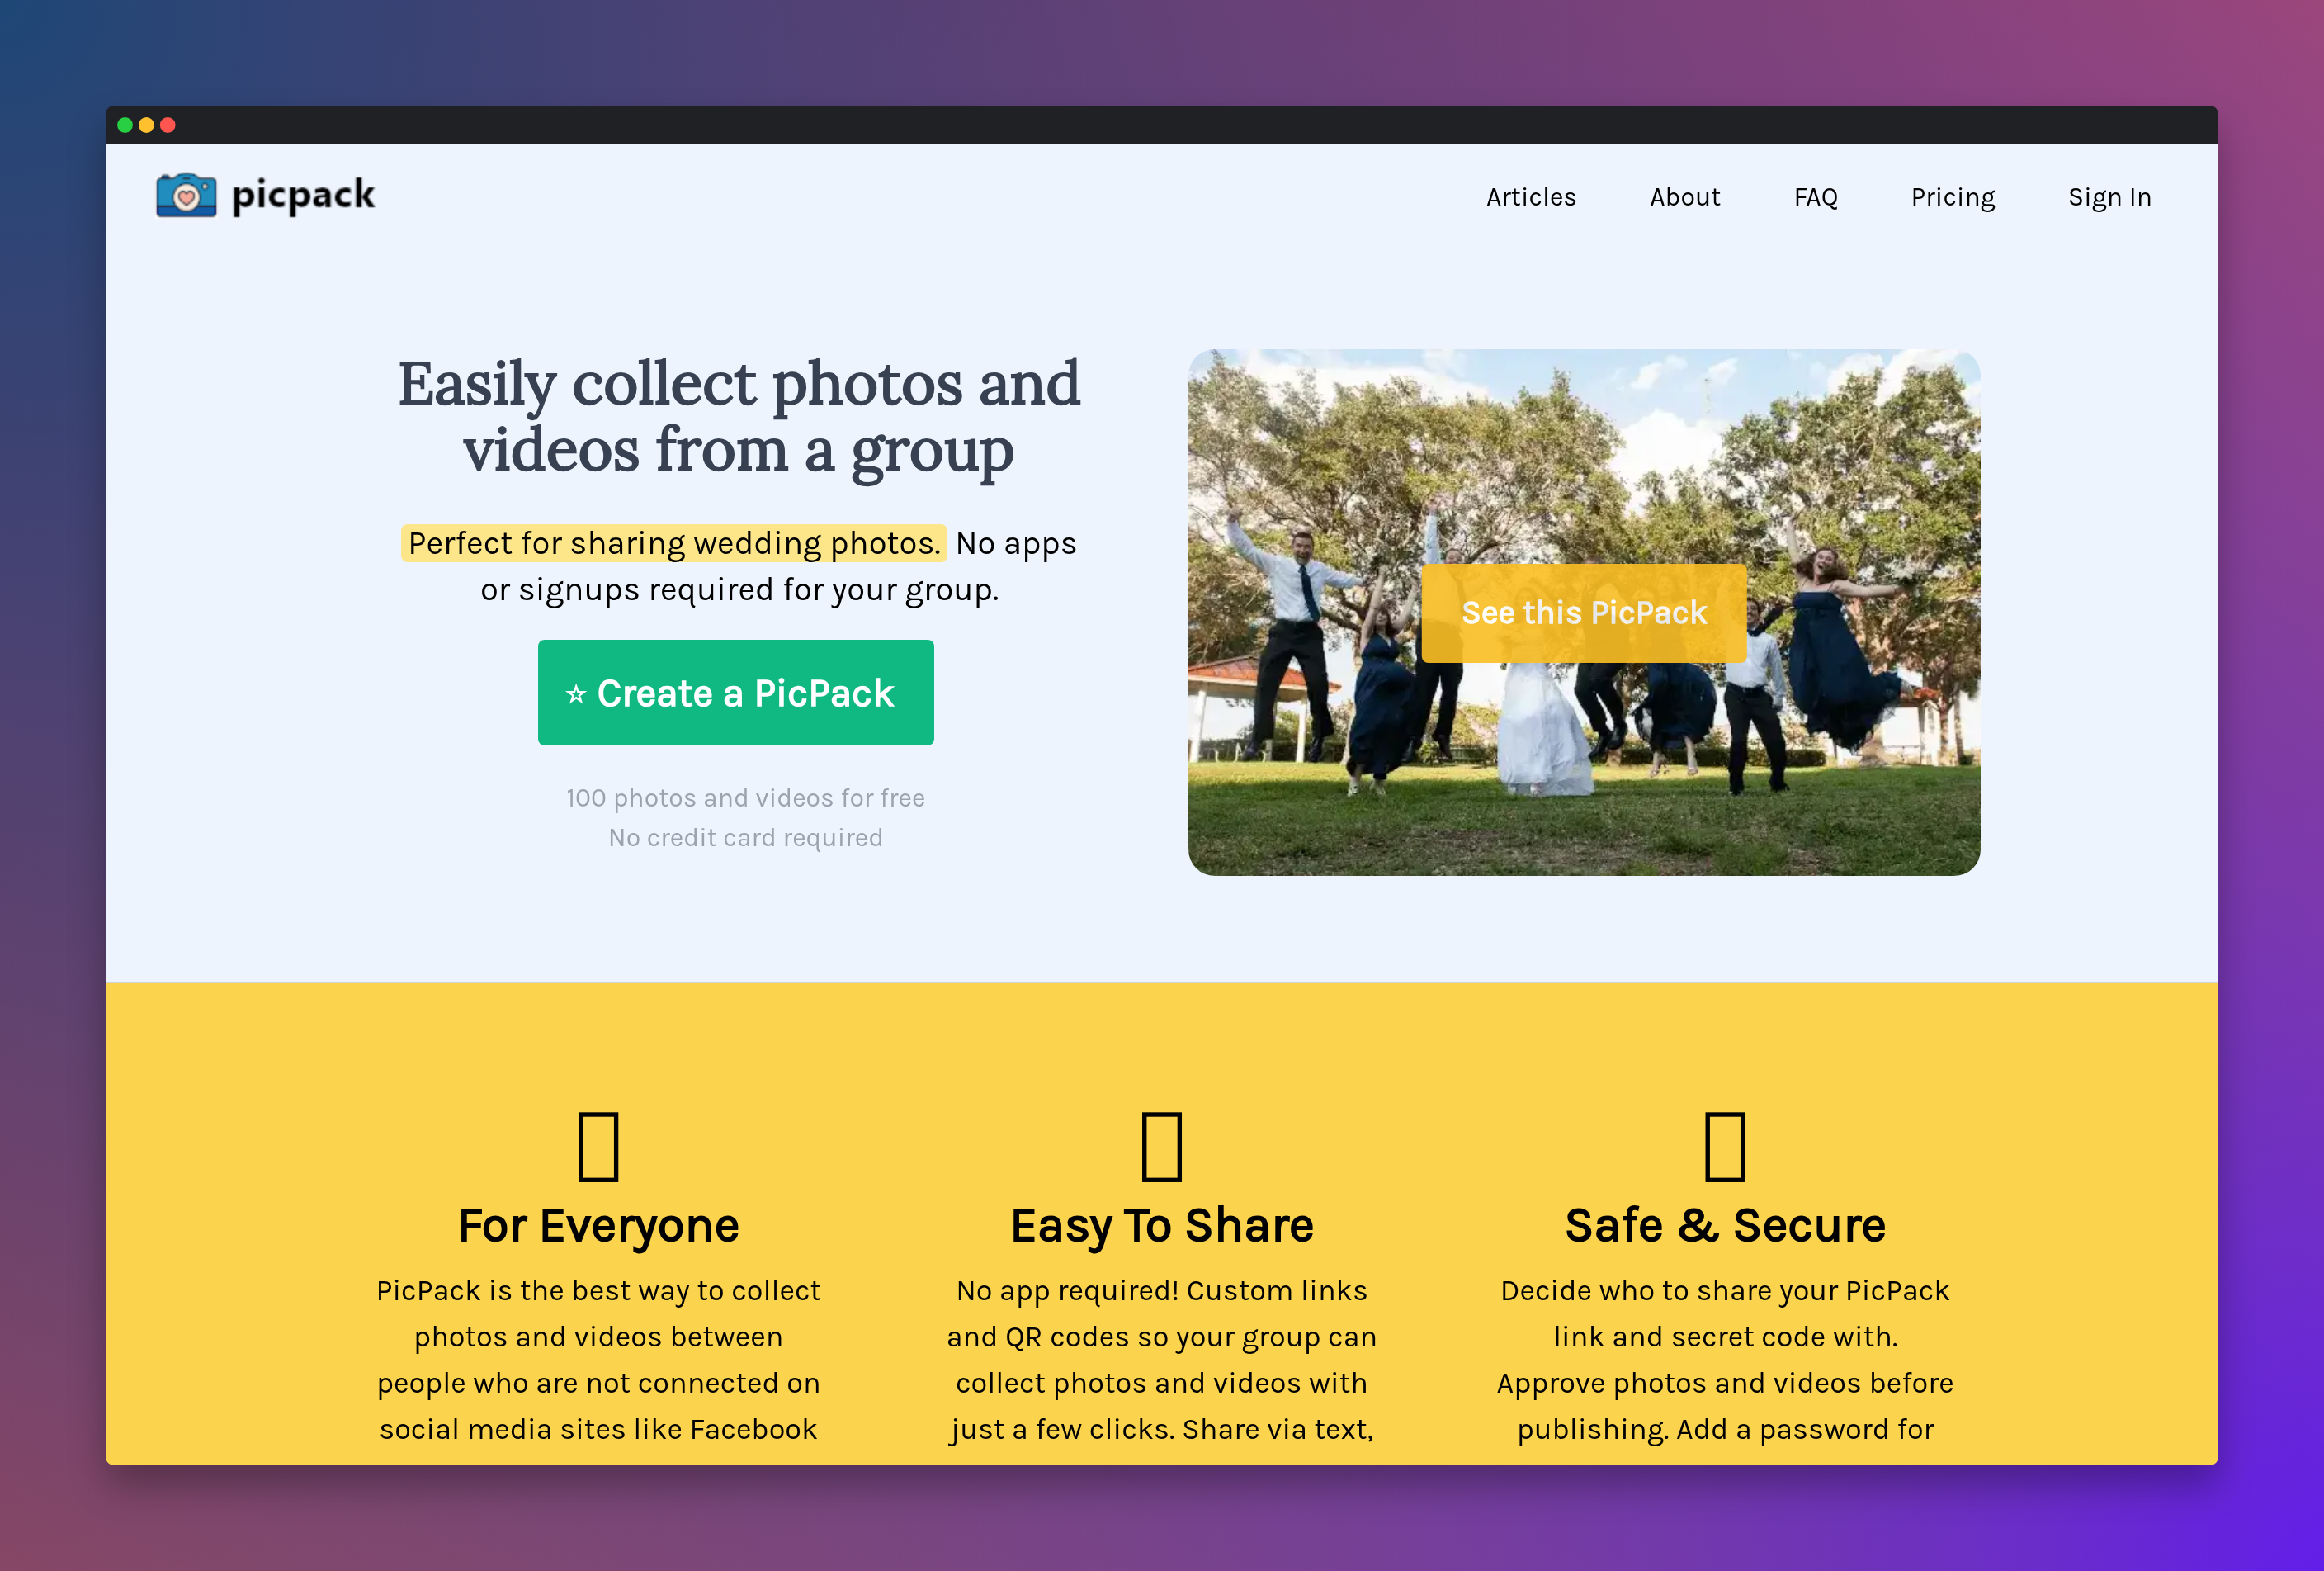 picpack
Articles
About
FAQ
Pricing
Sign In
Easily collect photos and
videos from a group
Perfect for sharing wedding photos. No apps
or signups required for your group.
☆ Create a PicPack
100 photos and videos for free
No credit card required
See this PicPack
For Everyone
PicPack is the best way to collect
photos and videos between
people who are not connected on
social media sites like Facebook
Easy To Share
No app required! Custom links
and QR codes so your group can
collect photos and videos with
just a few clicks. Share via text,
Safe & Secure
Decide who to share your PicPack
link and secret code with.
Approve photos and videos before
publishing. Add a password for